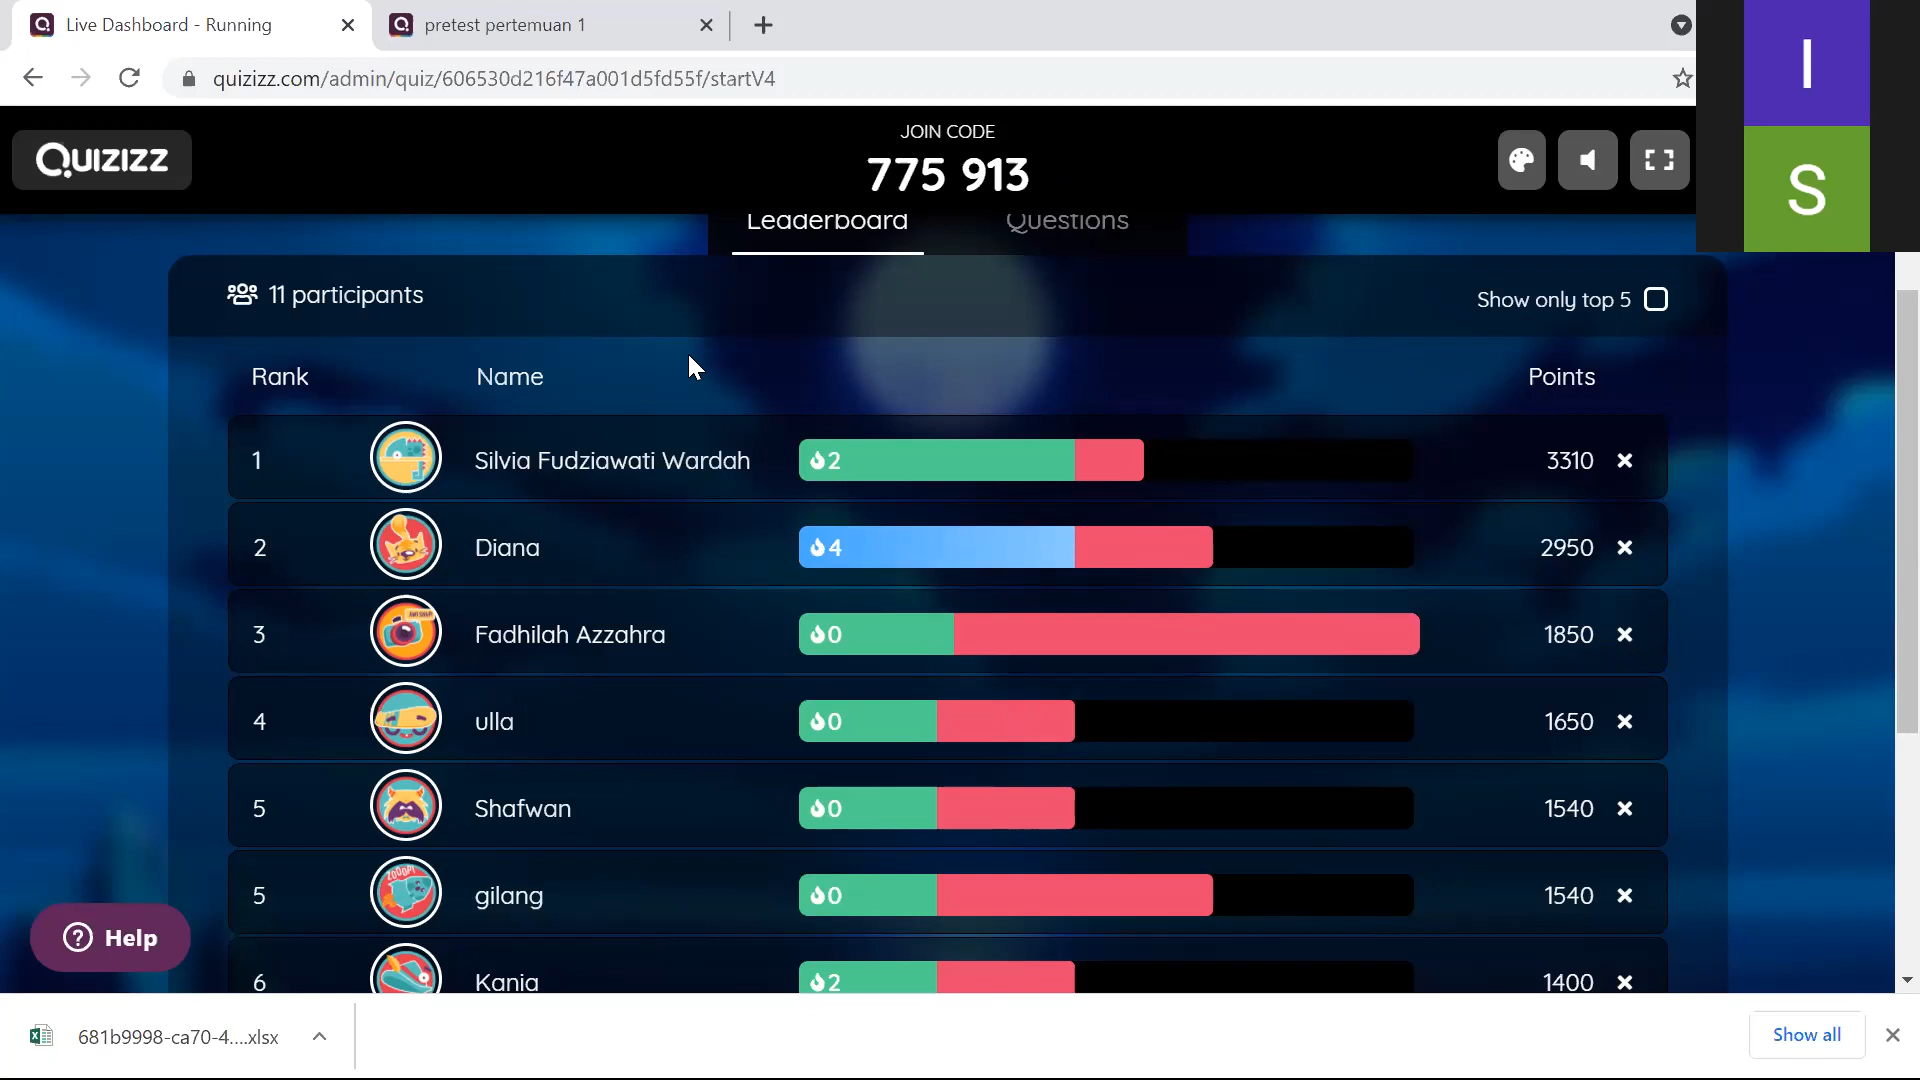 Live Dashboard - Running
pretest pertemuan 1
quizizz.com/admin/quiz/606530d216f47a001d5fd55f/startV4
I
S
Quizizz
JOIN CODE
775 913
Leaderboard Questions
11 participants
Show only top 5
Rank Name Points
1 Silvia Fudziawati Wardah 2 3310
2 Diana 4 2950
3 Fadhilah Azzahra 0 1850
4 ulla 0 1650
5 Shafwan 0 1540
5 ZOOOP! gilang 0 1540
6 Kania 2 1400
? Help
681b9998-ca70-4....xlsx
Show all